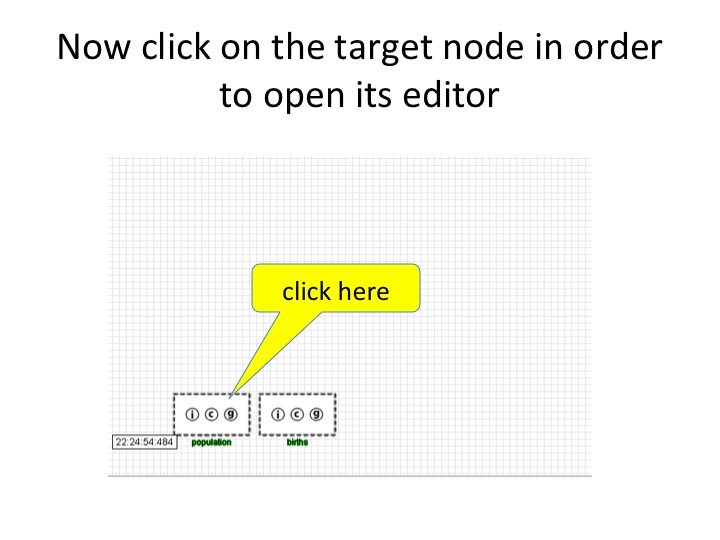 Now click on the target node in order
to open its editor
click here
i c g i c g
22:24:54:484 population births